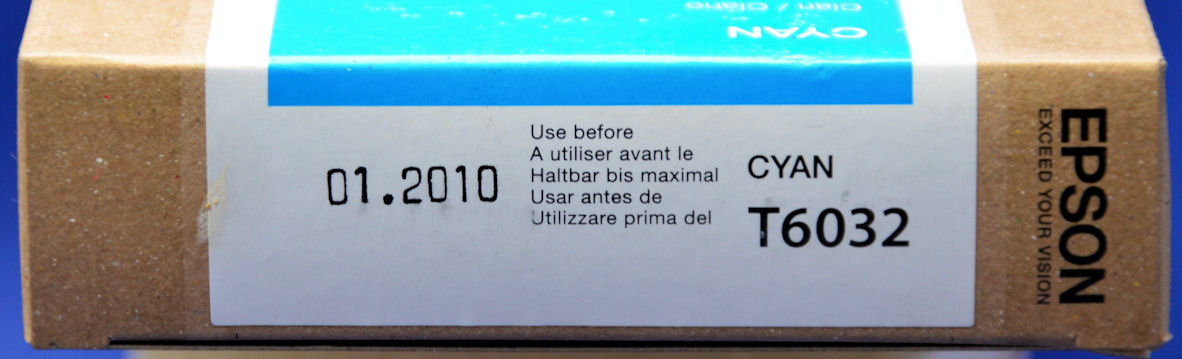 Cian / Ciano
CYAN
01.2010
Use before
A utiliser avant le
Haltbar bis maximal
Usar antes de
Utilizzare prima del
CYAN
T6032
EPSON
EXCEED YOUR VISION